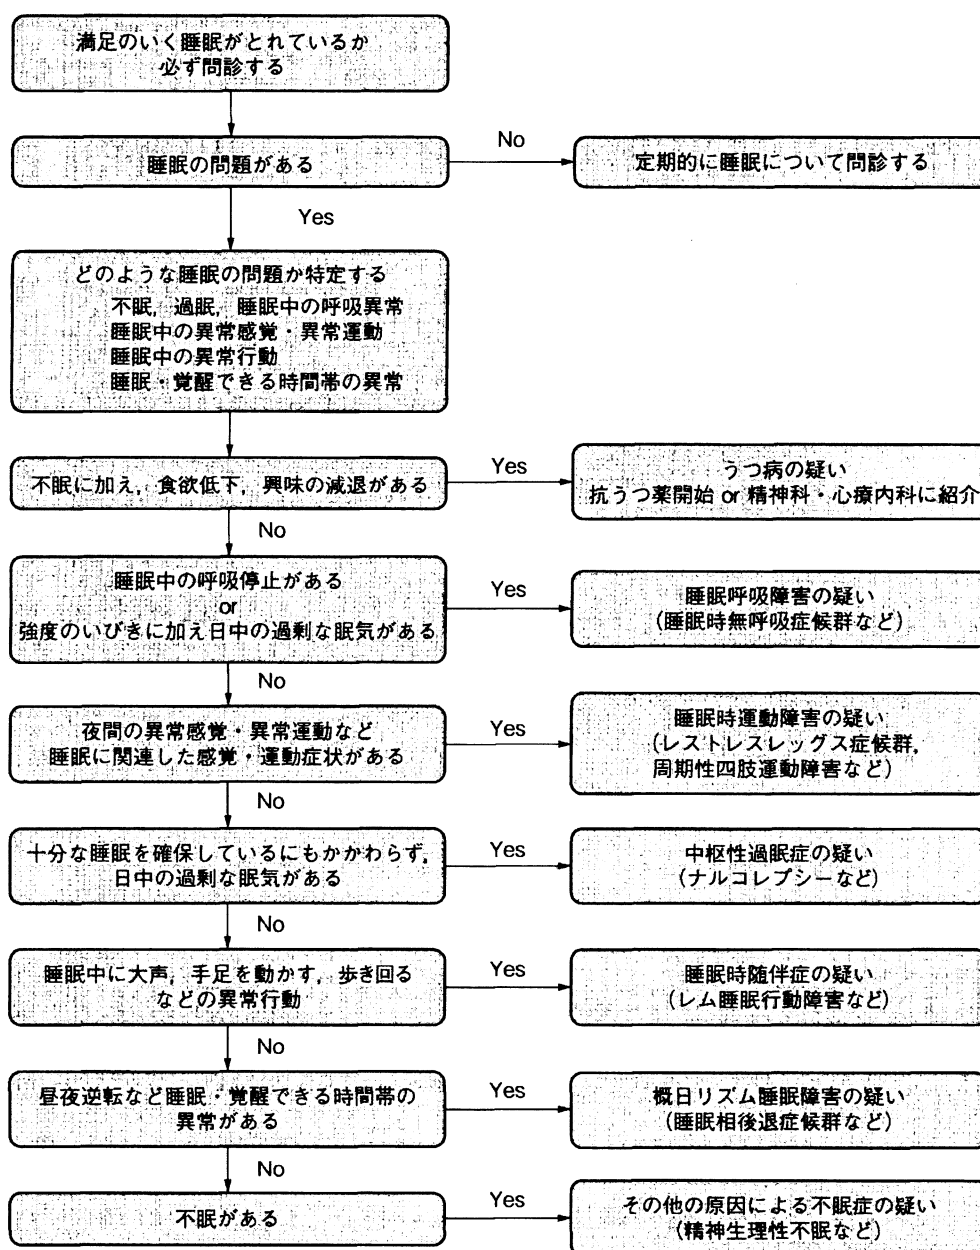 満足のいく睡眠がとれているか
必ず問診する
睡眠の問題がある
No
定期的に睡眠について問診する
Yes
どのような睡眠の問題か特定する
不眠，過眠，睡眠中の呼吸異常
睡眠中の異常感覚・異常運動
睡眠中の異常行動
睡眠・覚醒できる時間帯の異常
不眠に加え，食欲低下，興味の減退がある
Yes
うつ病の疑い
抗うつ薬開始 or 精神科・心療内科に紹介
No
睡眠中の呼吸停止がある
or
強度のいびきに加え日中の過剰な眠気がある
Yes
睡眠呼吸障害の疑い
(睡眠時無呼吸症候群など)
No
夜間の異常感覚・異常運動など
睡眠に関連した感覚・運動症状がある
Yes
睡眠時運動障害の疑い
(レストレスレッグス症候群，
周期性四肢運動障害など)
No
十分な睡眠を確保しているにもかかわらず，
日中の過剰な眠気がある
Yes
中枢性過眠症の疑い
(ナルコレプシーなど)
No
睡眠中に大声，手足を動かす，歩き回る
などの異常行動
Yes
睡眠時随伴症の疑い
(レム睡眠行動障害など)
No
昼夜逆転など睡眠・覚醒できる時間帯の
異常がある
Yes
概日リズム睡眠障害の疑い
(睡眠相後退症候群など)
No
不眠がある
Yes
その他の原因による不眠症の疑い
(精神生理性不眠など)